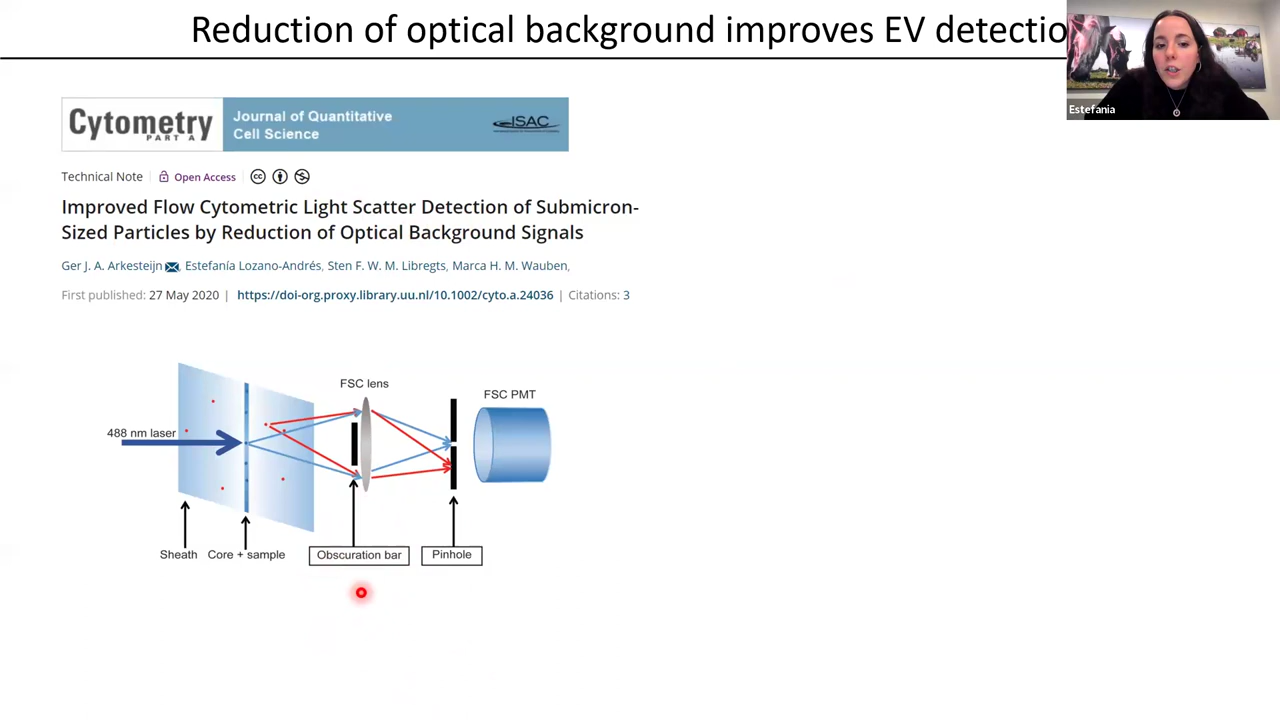 Reduction of optical background improves EV detectio
Estefania
Cytometry
PART A
Journal of Quantitative
Cell Science
ISAC
Technical Note
Open Access
Improved Flow Cytometric Light Scatter Detection of Submicron-
Sized Particles by Reduction of Optical Background Signals
Ger J. A. Arkesteijn, Estefanía Lozano-Andrés, Sten F. W. M. Libregts, Marca H. M. Wauben,
First published: 27 May 2020 | https://doi-org.proxy.library.uu.nl/10.1002/cyto.a.24036 | Citations: 3
FSC lens
FSC PMT
488 nm laser
Sheath
Core + sample
Obscuration bar
Pinhole